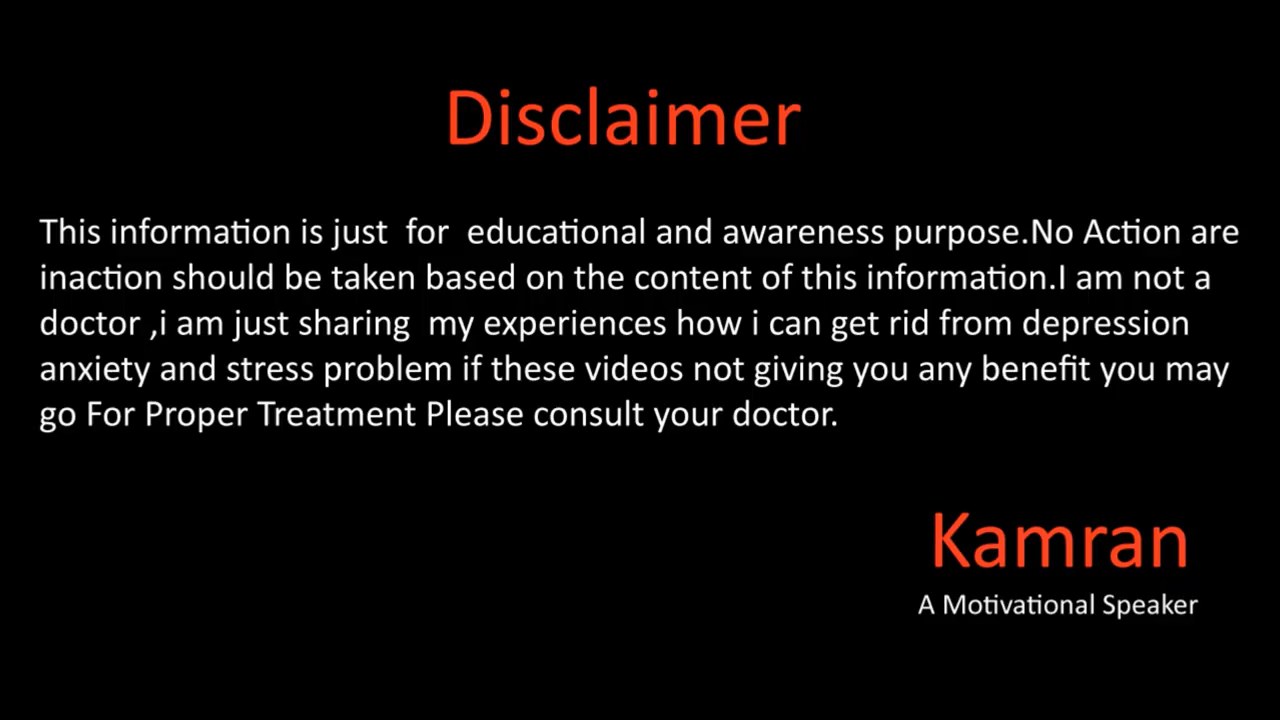 Disclaimer
This information is just  for  educational and awareness purpose.No Action are
inaction should be taken based on the content of this information.I am not a
doctor ,i am just sharing  my experiences how i can get rid from depression
anxiety and stress problem if these videos not giving you any benefit you may
go For Proper Treatment Please consult your doctor.
Kamran
A Motivational Speaker